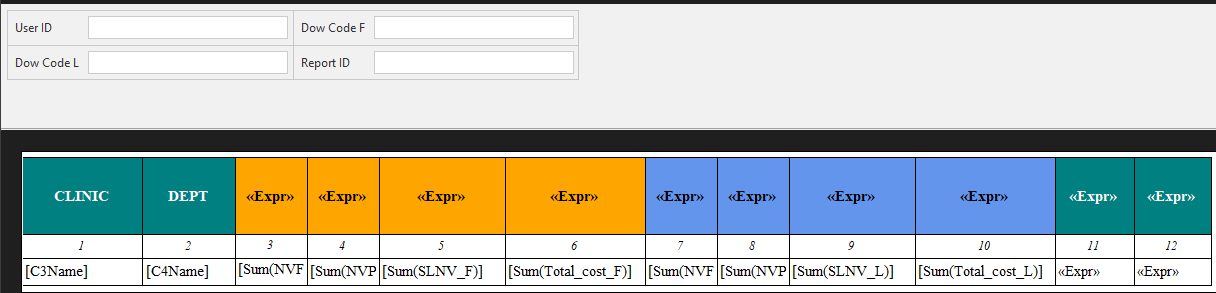 User ID Dow Code F
Dow Code L Report ID
CLINIC DEPT «Expr» «Expr» «Expr» «Expr» «Expr» «Expr» «Expr» «Expr» «Expr» «Expr»
1 2 3 4 5 6 7 8 9 10 11 12
[C3Name] [C4Name] [Sum(NVF [Sum(NVP [Sum(SLNV_F)] [Sum(Total_cost_F)] [Sum(NVF [Sum(NVP [Sum(SLNV_L)] [Sum(Total_cost_L)] «Expr» «Expr»